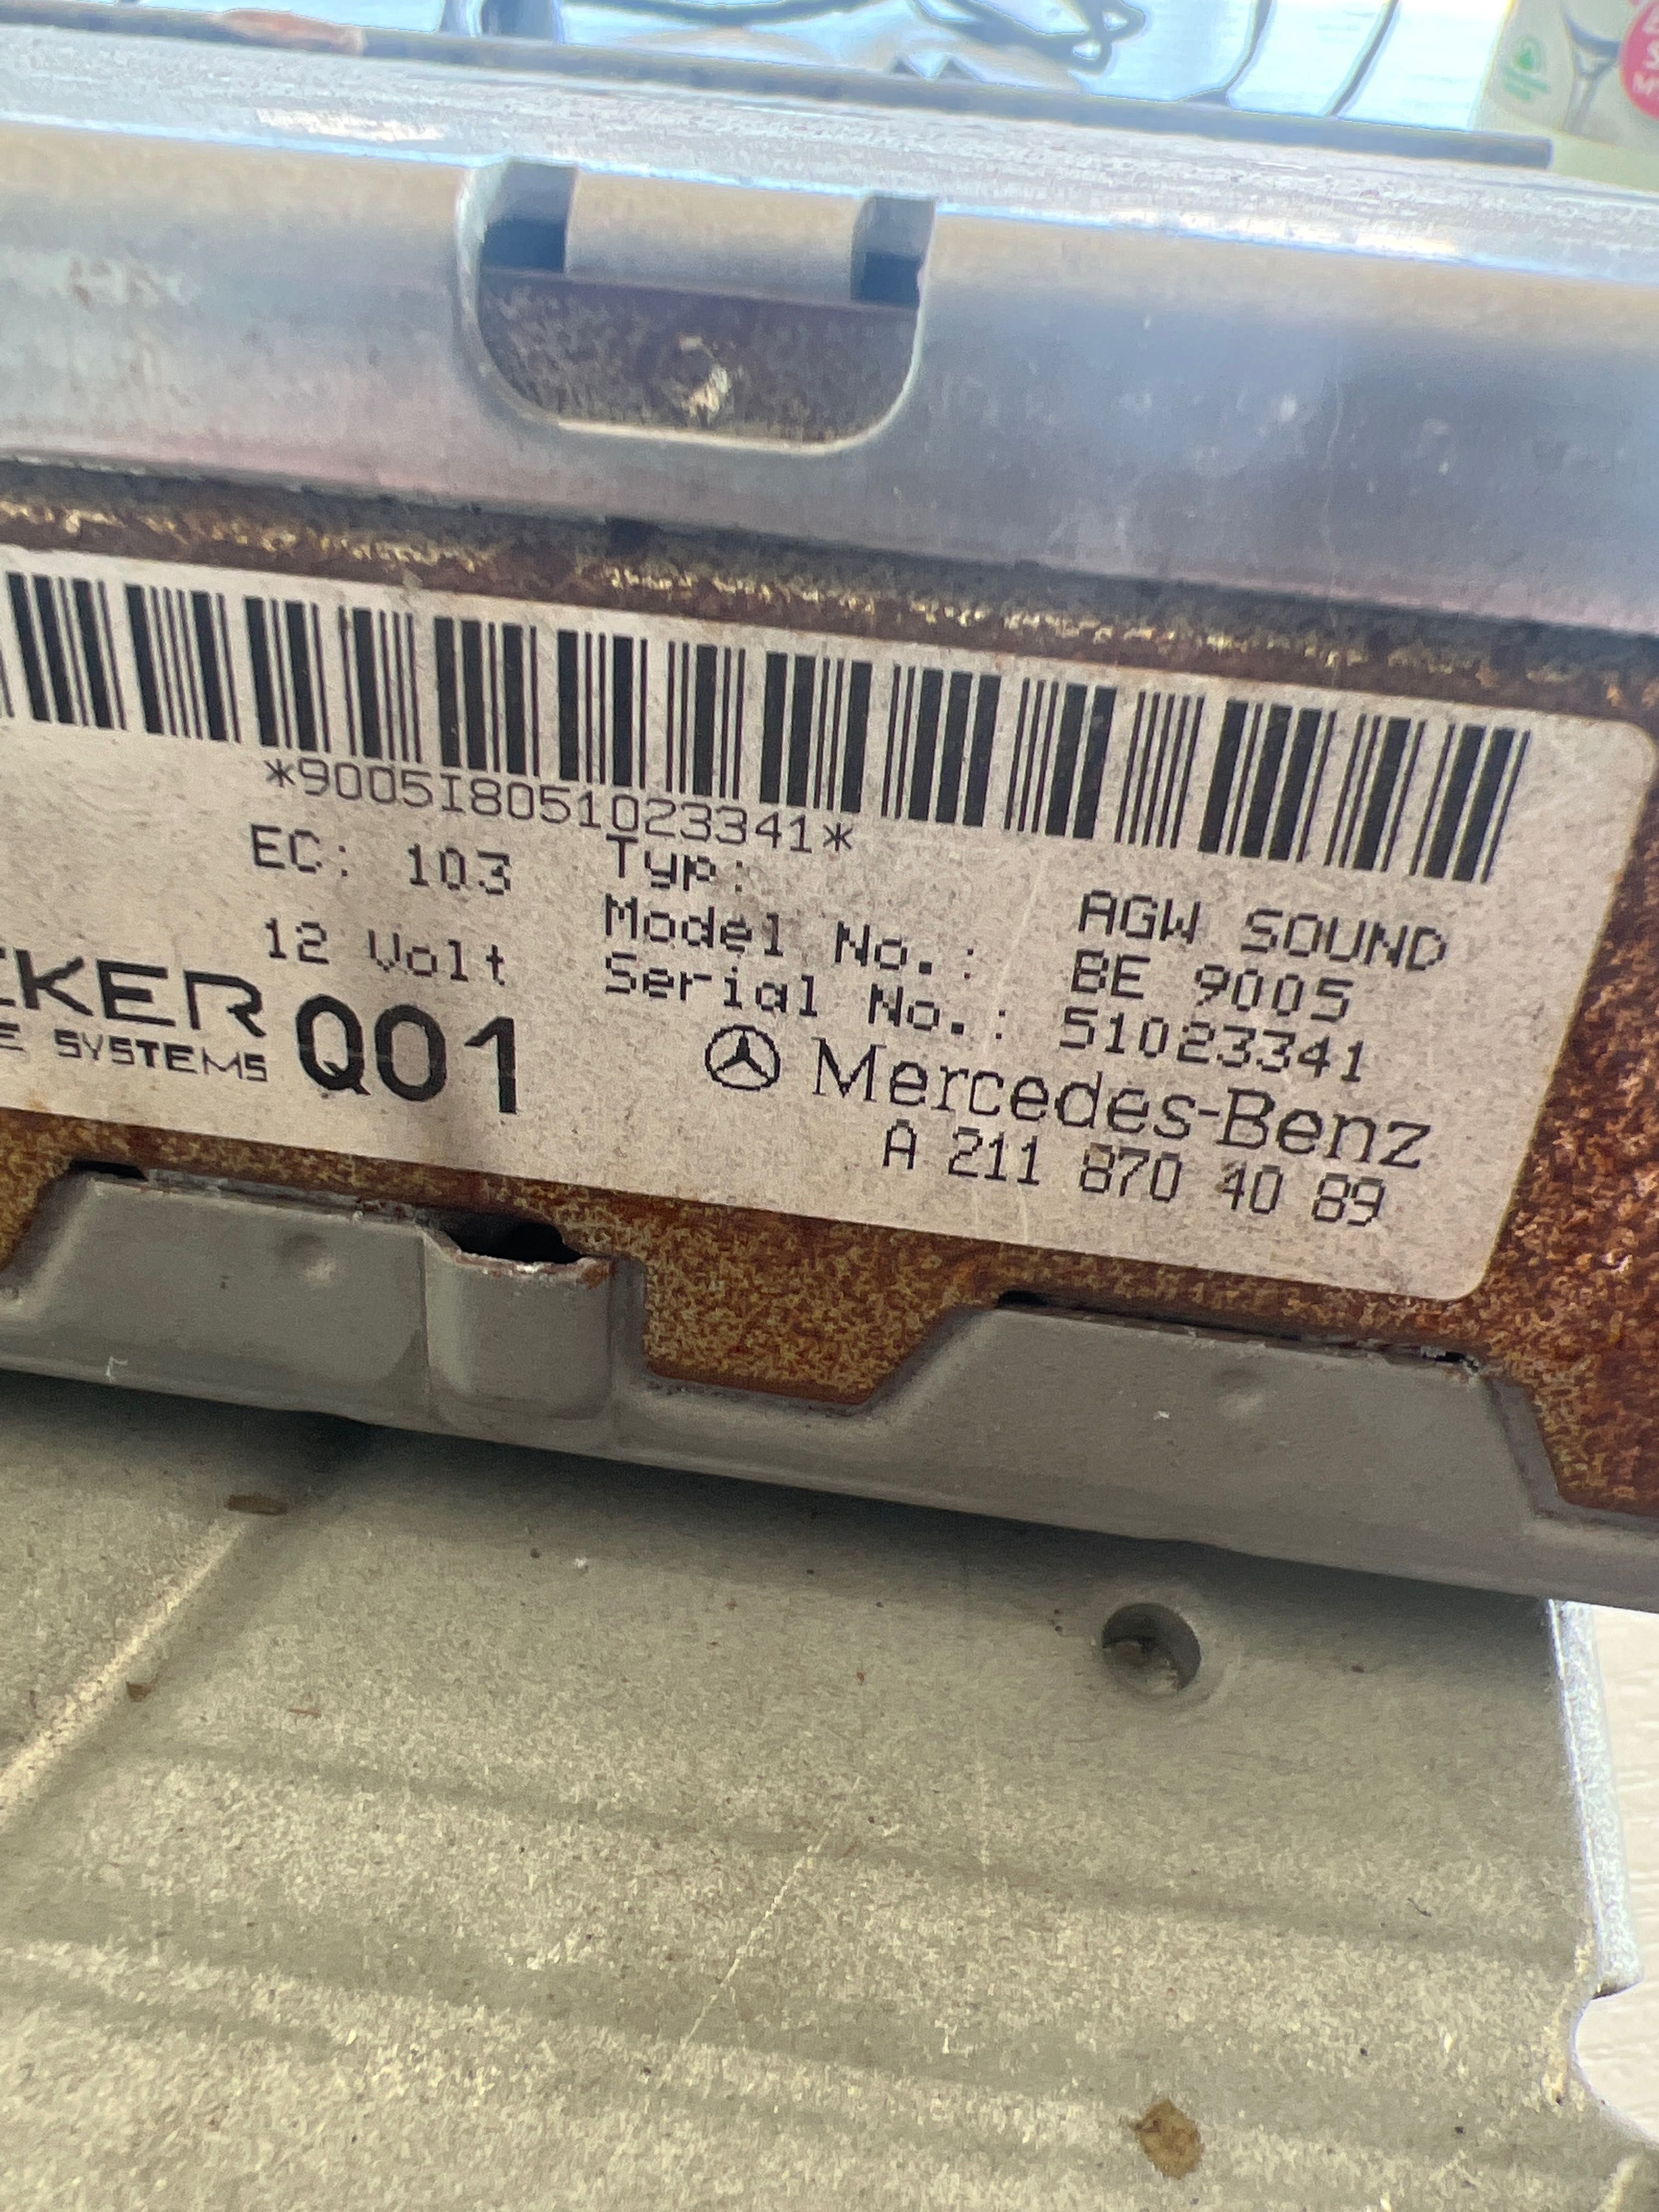 *9005I8051023341*
EC: 103
Typ: AGW SOUND
12 Volt
Model No.: BE 9005
Serial No.: 51023341
SYSTEMS Q01
Mercedes-Benz
A 211 870 40 89